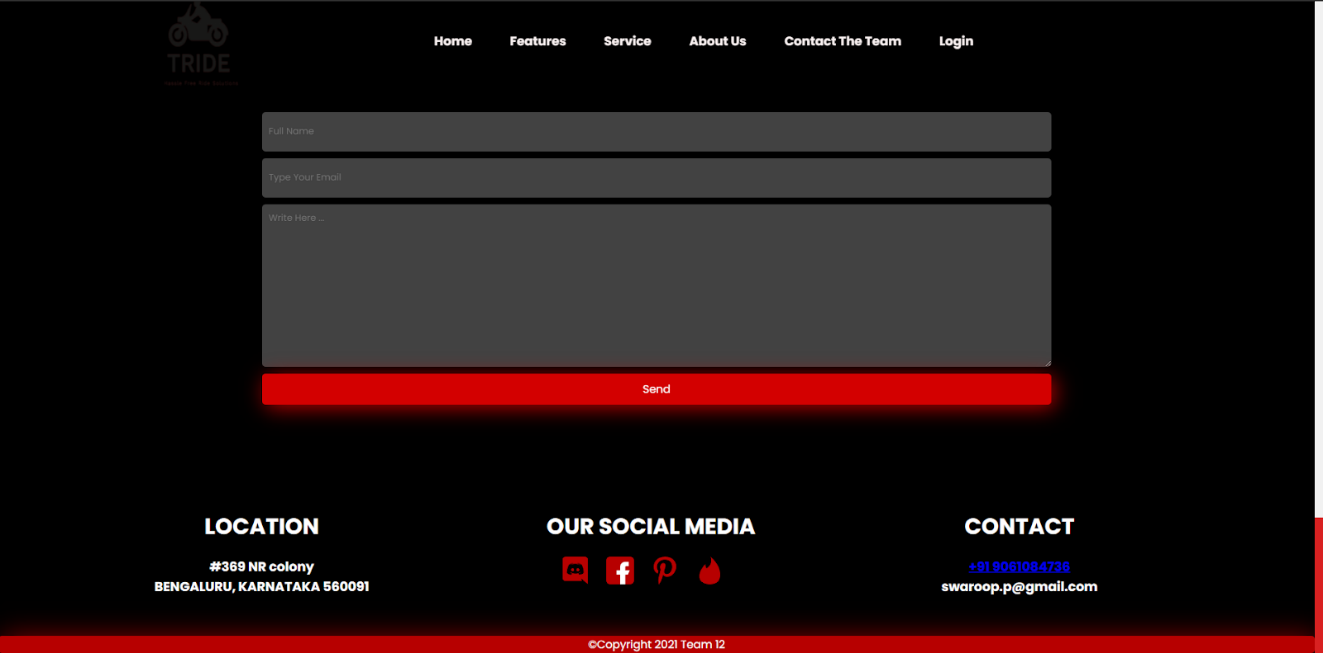 TRIDE
Home
Features
Service
About Us
Contact The Team
Login
Full Name
Type Your Email
Write Here ...
Send
LOCATION
#369 NR colony
BENGALURU, KARNATAKA 560091
OUR SOCIAL MEDIA
CONTACT
+91 9061084736
swaroop.p@gmail.com
©Copyright 2021 Team 12